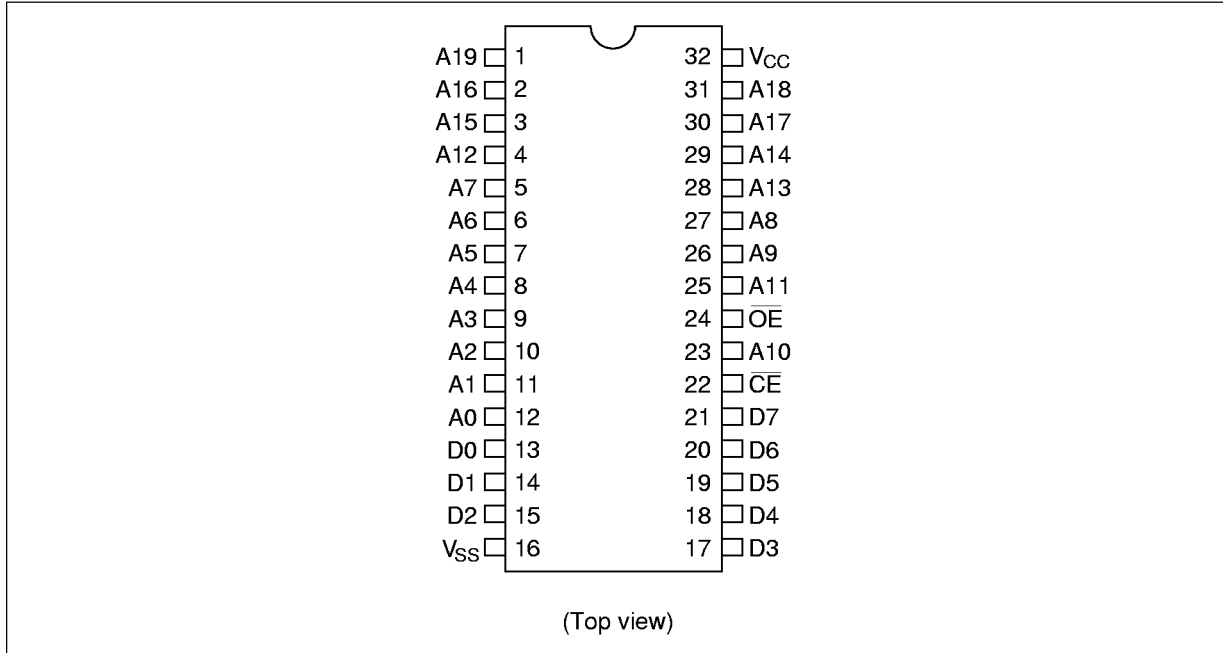 A19 1 32 VCC
A16 2 31 A18
A15 3 30 A17
A12 4 29 A14
A7 5 28 A13
A6 6 27 A8
A5 7 26 A9
A4 8 25 A11
A3 9 24 O̅E̅
A2 10 23 A10
A1 11 22 C̅E̅
A0 12 21 D7
D0 13 20 D6
D1 14 19 D5
D2 15 18 D4
VSS 16 17 D3
(Top view)